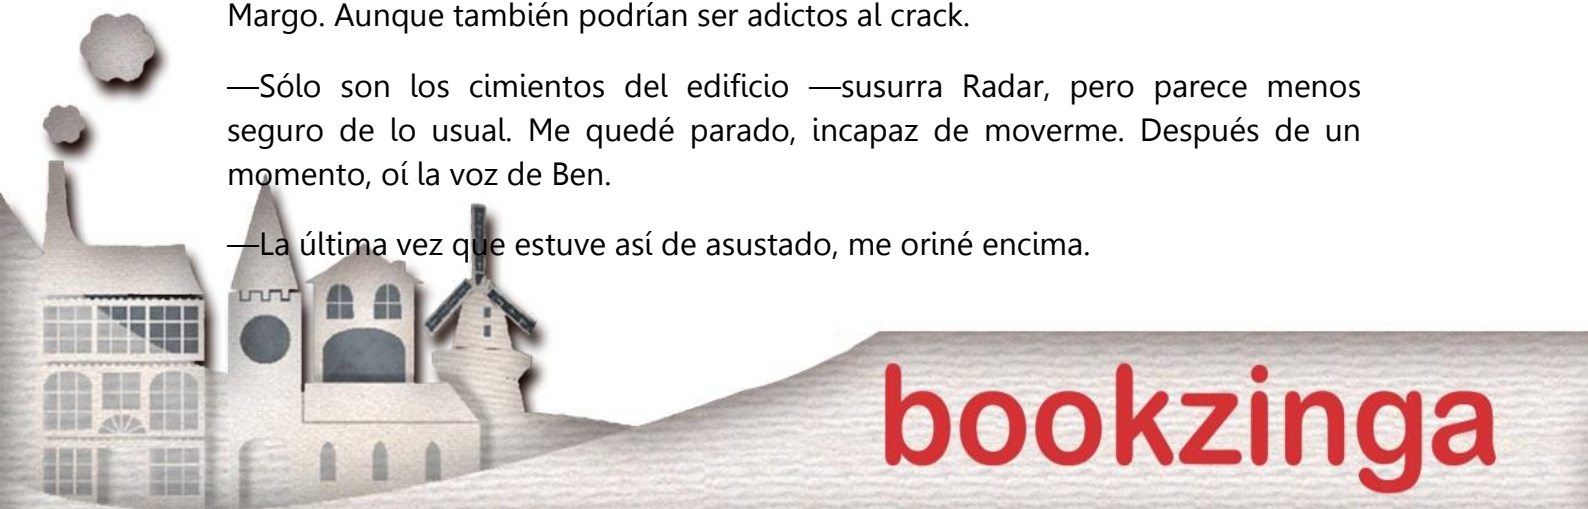 Margo. Aunque también podrían ser adictos al crack.
—Sólo son los cimientos del edificio —susurra Radar, pero parece menos
seguro de lo usual. Me quedé parado, incapaz de moverme. Después de un
momento, oí la voz de Ben.
—La última vez que estuve así de asustado, me oriné encima.
bookzinga